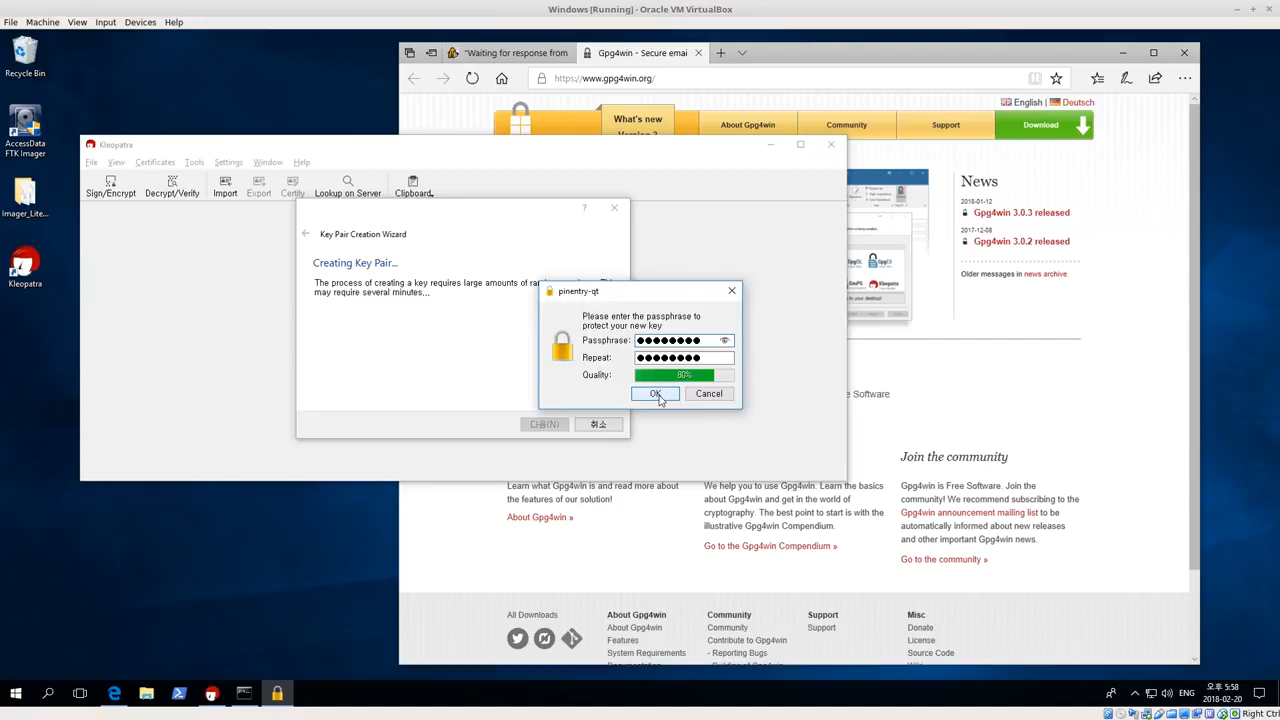 Windows [Running] - Oracle VM VirtualBox
File Machine View Input Devices Help
Recycle Bin
AccessData
FTK Imager
Imager_Lite...
Kleopatra
"Waiting for response from
Gpg4win - Secure emai
https://www.gpg4win.org/
English | Deutsch
What's new
About Gpg4win
Community
Support
Download
News
2018-01-12
Gpg4win 3.0.3 released
2017-12-08
Gpg4win 3.0.2 released
Older messages in news archive.
Kleopatra
File View Certificates Tools Settings Window Help
Sign/Encrypt
Decrypt/Verify
Import
Export
Certify
Lookup on Server
Clipboard
Key Pair Creation Wizard
Creating Key Pair...
The process of creating a key requires large amounts of
may require several minutes...
다음(N)
취소
pinentry-qt
Please enter the passphrase to
protect your new key
Passphrase: ●●●●●●●●
Repeat: ●●●●●●●●
Quality: 80%
OK
Cancel
e Software
Learn what Gpg4win is and read more about
the features of our solution!
About Gpg4win »
We help you to use Gpg4win. Learn the basics
about Gpg4win and get in the world of
cryptography. The best point to start is with the
illustrative Gpg4win Compendium.
Go to the Gpg4win Compendium »
Join the community
Gpg4win is Free Software. Join the
community! We recommend subscribing to the
Gpg4win announcement mailing list to be
automatically informed about new releases
and other important Gpg4win news.
Go to the community »
All Downloads
About Gpg4win
About Gpg4win
Features
System Requirements
Community
Community
Contribute to Gpg4win
- Reporting Bugs
Support
Support
Misc
Donate
License
Source Code
ENG
오후 5:58
2018-02-20
Right Ctrl